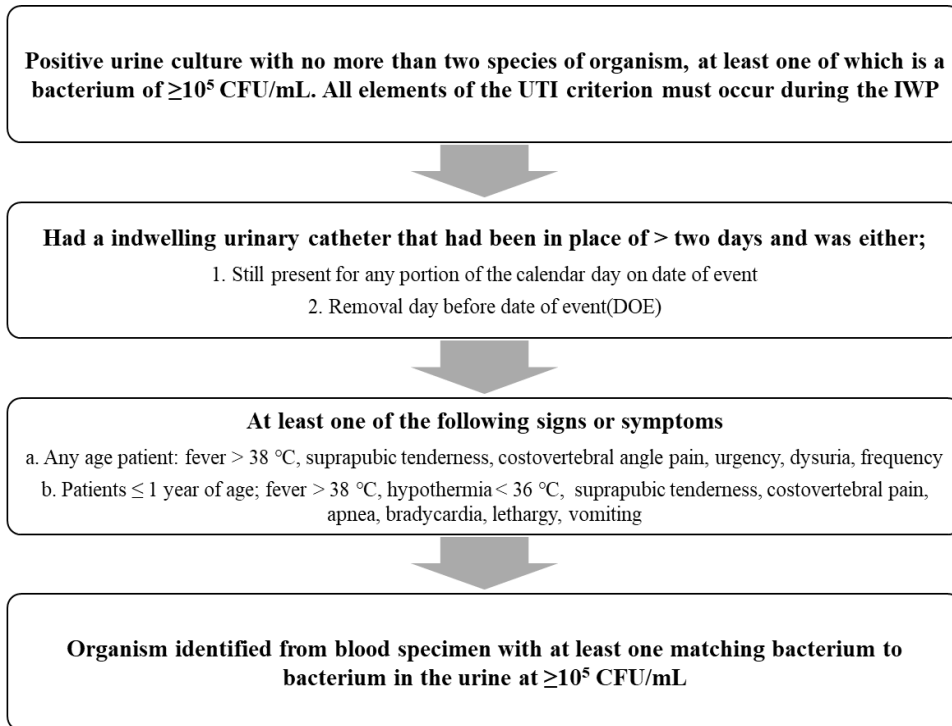 Positive urine culture with no more than two species of organism, at least one of which is a
bacterium of ≥10⁵ CFU/mL. All elements of the UTI criterion must occur during the IWP
Had a indwelling urinary catheter that had been in place of > two days and was either;
1. Still present for any portion of the calendar day on date of event
2. Removal day before date of event(DOE)
At least one of the following signs or symptoms
a. Any age patient: fever > 38 ℃, suprapubic tenderness, costovertebral angle pain, urgency, dysuria, frequency
b. Patients ≤ 1 year of age; fever > 38 ℃, hypothermia < 36 ℃, suprapubic tenderness, costovertebral pain,
apnea, bradycardia, lethargy, vomiting
Organism identified from blood specimen with at least one matching bacterium to
bacterium in the urine at ≥10⁵ CFU/mL